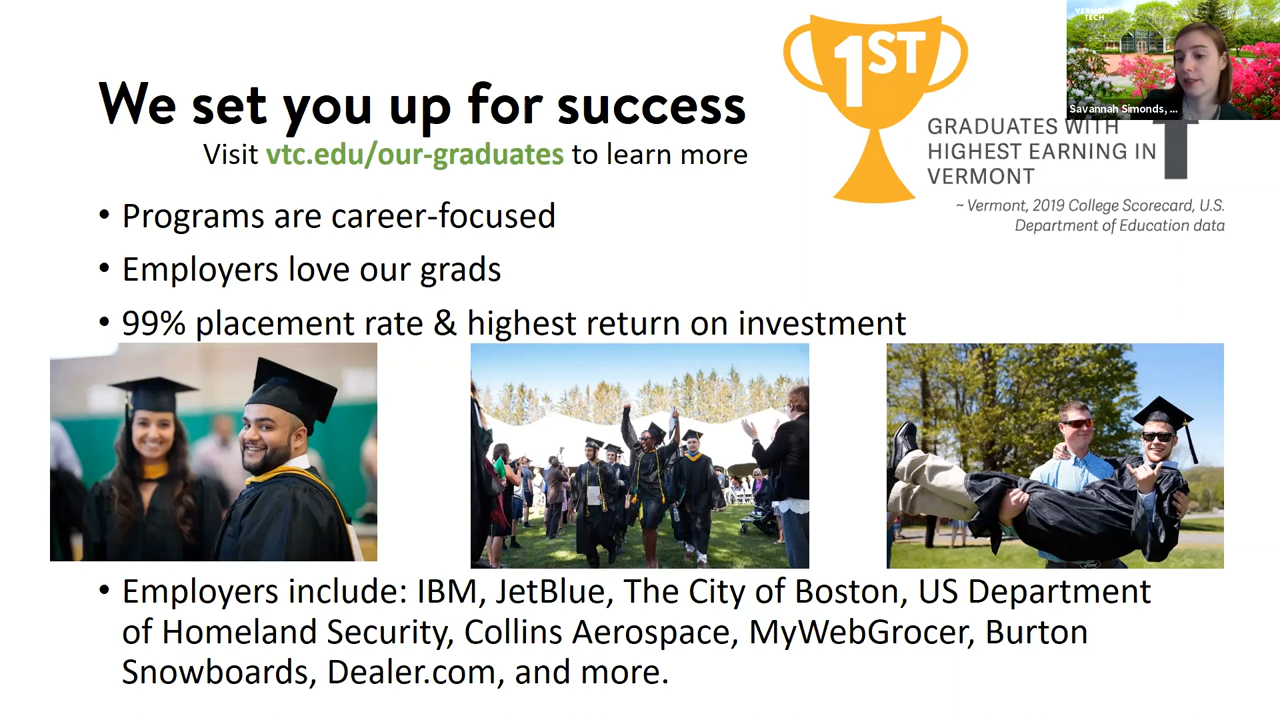 We set you up for success
Visit vtc.edu/our-graduates to learn more
1ST
GRADUATES WITH
HIGHEST EARNING IN
VERMONT
~ Vermont, 2019 College Scorecard, U.S.
Department of Education data
VERMONT
TECH
Savannah Simonds, ...
• Programs are career-focused
• Employers love our grads
• 99% placement rate & highest return on investment
• Employers include: IBM, JetBlue, The City of Boston, US Department
of Homeland Security, Collins Aerospace, MyWebGrocer, Burton
Snowboards, Dealer.com, and more.